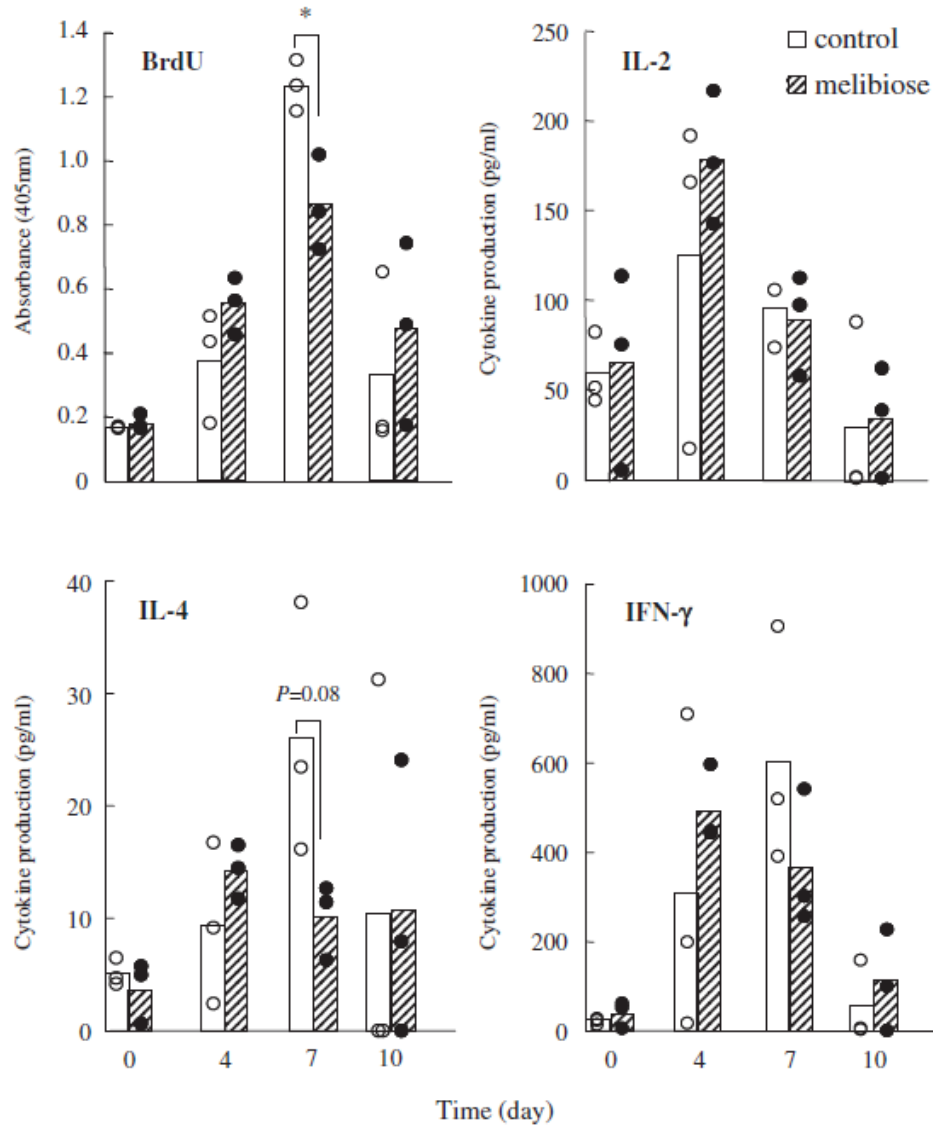 *
BrdU
Absorbance (405nm)
1.4
1.2
1.0
0.8
0.6
0.4
0.2
0
IL-2
control
melibiose
Cytokine production (pg/ml)
250
200
150
100
50
0
IL-4
P=0.08
Cytokine production (pg/ml)
40
30
20
10
0
0 4 7 10
IFN-γ
Cytokine production (pg/ml)
1000
800
600
400
200
0
0 4 7 10
Time (day)